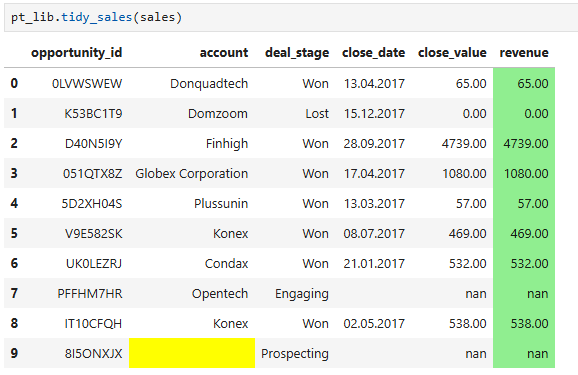 pt_lib.tidy_sales(sales)
opportunity_id account deal_stage close_date close_value revenue
0 0LVWSWEW Donquadtech Won 13.04.2017 65.00 65.00
1 K53BC1T9 Domzoom Lost 15.12.2017 0.00 0.00
2 D40N5I9Y Finhigh Won 28.09.2017 4739.00 4739.00
3 051QTX8Z Globex Corporation Won 17.04.2017 1080.00 1080.00
4 5D2XH04S Plussunin Won 13.03.2017 57.00 57.00
5 V9E582SK Konex Won 08.07.2017 469.00 469.00
6 UK0LEZRJ Condax Won 21.01.2017 532.00 532.00
7 PFFHM7HR Opentech Engaging nan nan
8 IT10CFQH Konex Won 02.05.2017 538.00 538.00
9 8I5ONXJX Prospecting nan nan